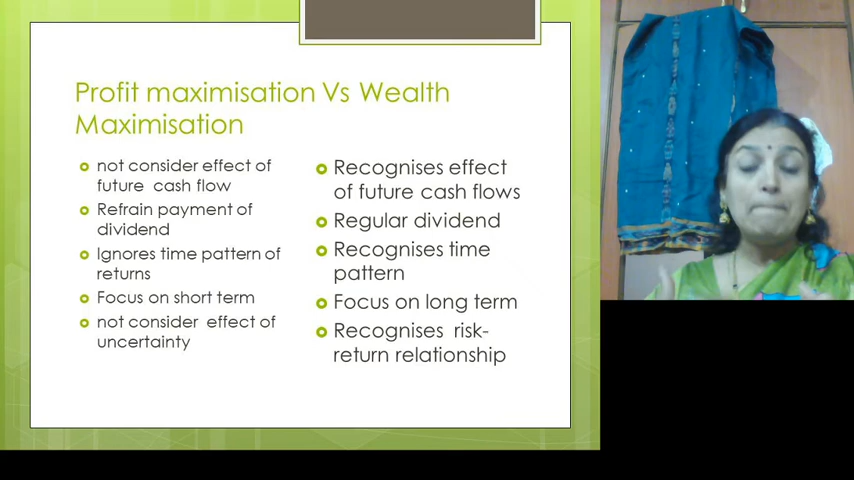 Profit maximisation Vs Wealth
Maximisation
not consider effect of
future cash flow
Refrain payment of
dividend
Ignores time pattern of
returns
Focus on short term
not consider effect of
uncertainty
Recognises effect
of future cash flows
Regular dividend
Recognises time
pattern
Focus on long term
Recognises risk-
return relationship